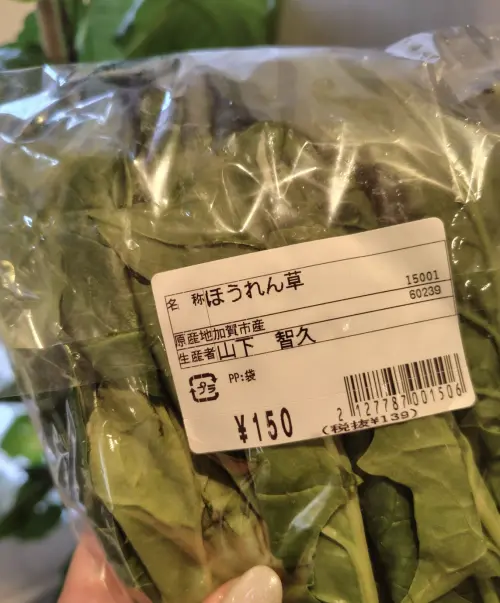 名 称 ほうれん草 15001
60239
原産地 加賀市産
生産者 山下 智久
プラ PP:袋
¥150 2 127787 001506
(税抜¥139)